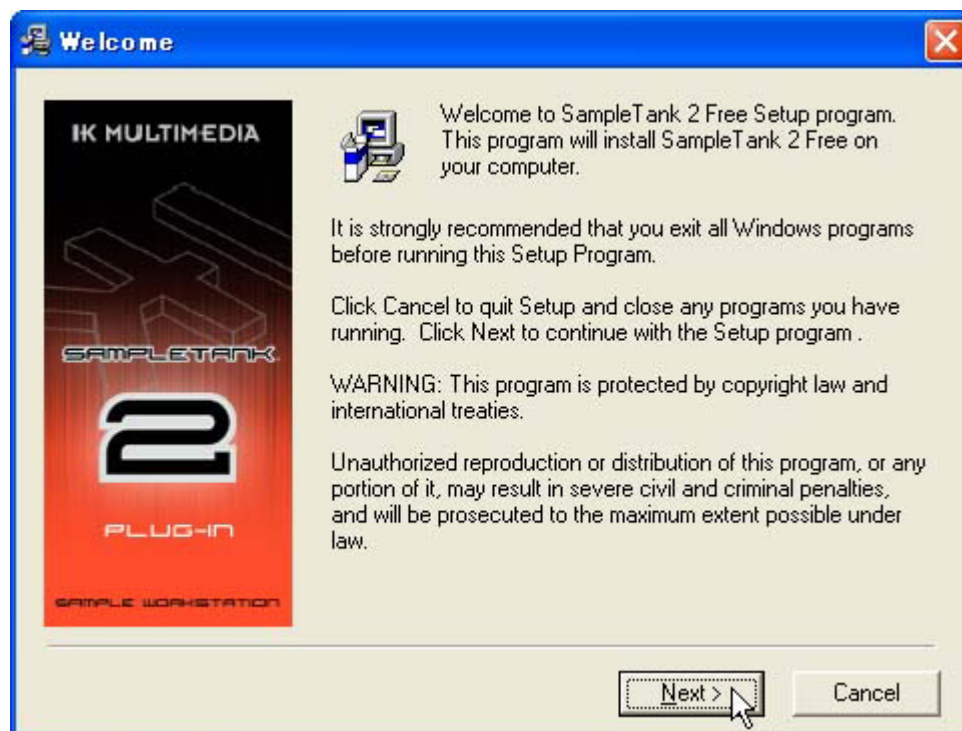 Welcome
IK MULTIMEDIA
SAMPLETANK
2
PLUG-IN
SAMPLE WORKSTATION
Welcome to SampleTank 2 Free Setup program.
This program will install SampleTank 2 Free on
your computer.
It is strongly recommended that you exit all Windows programs
before running this Setup Program.
Click Cancel to quit Setup and close any programs you have
running.  Click Next to continue with the Setup program .
WARNING: This program is protected by copyright law and
international treaties.
Unauthorized reproduction or distribution of this program, or any
portion of it, may result in severe civil and criminal penalties,
and will be prosecuted to the maximum extent possible under
law.
Next >
Cancel